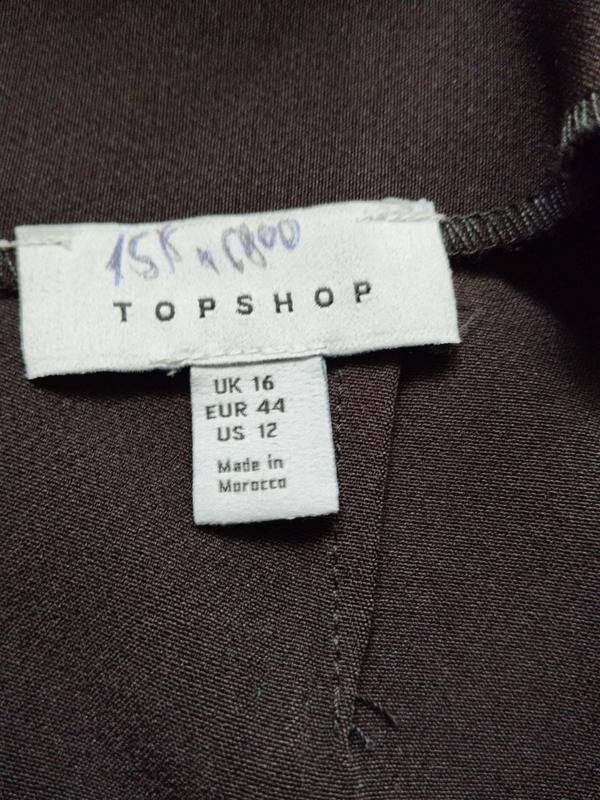 TOPSHOP
UK 16
EUR 44
US 12
Made in
Morocco